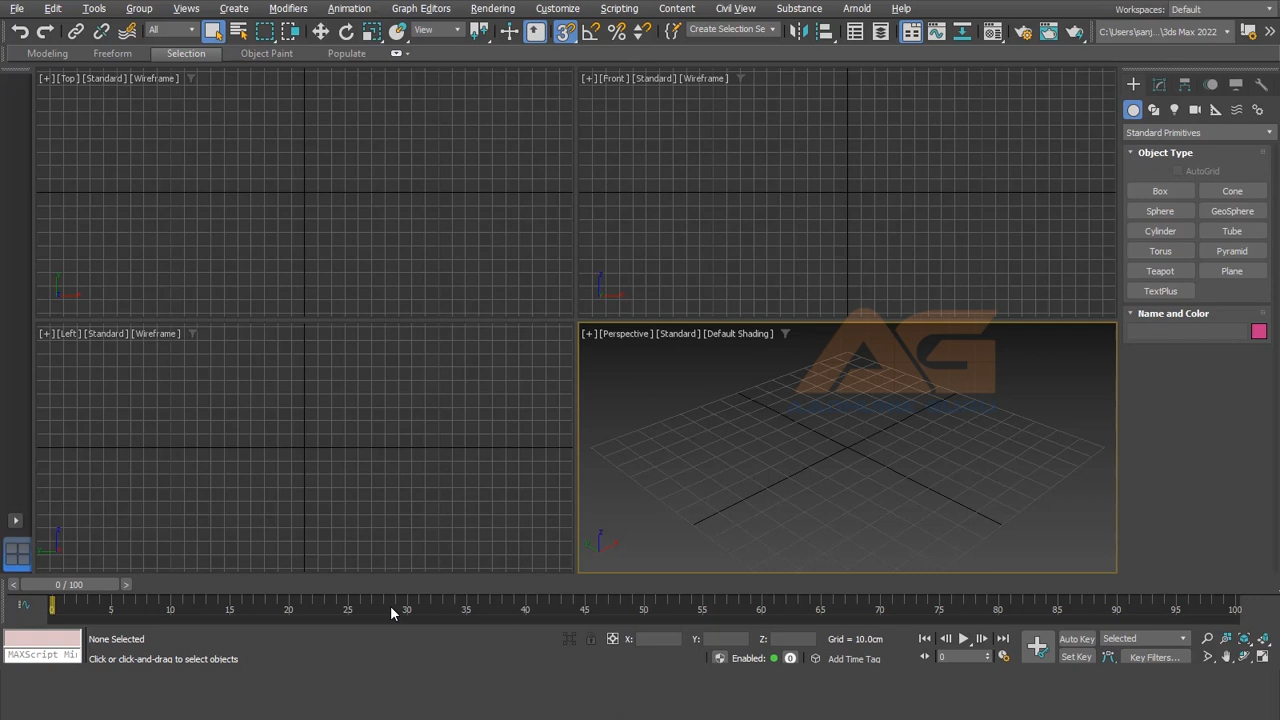 File Edit Tools Group Views Create Modifiers Animation Graph Editors Rendering Customize Scripting Content Civil View Substance Arnold Help
Workspaces: Default
All View Create Selection Se C:\Users\sanj... \3ds Max 2022
Modeling Freeform Selection Object Paint Populate
[+] [Top] [Standard] [Wireframe]
[+] [Front] [Standard] [Wireframe]
Standard Primitives
Object Type
AutoGrid
Box Cone
Sphere GeoSphere
Cylinder Tube
Torus Pyramid
Teapot Plane
TextPlus
Name and Color
[+] [Left] [Standard] [Wireframe]
[+] [Perspective] [Standard] [Default Shading]
AG
< 0 / 100 >
0 5 10 15 20 25 30 35 40 45 50 55 60 65 70 75 80 85 90 95 100
None Selected X: Y: Z: Grid = 10.0cm Auto Key Selected
MAXScript Mi Click or click-and-drag to select objects Enabled: 0 Add Time Tag 0 Set Key Key Filters...